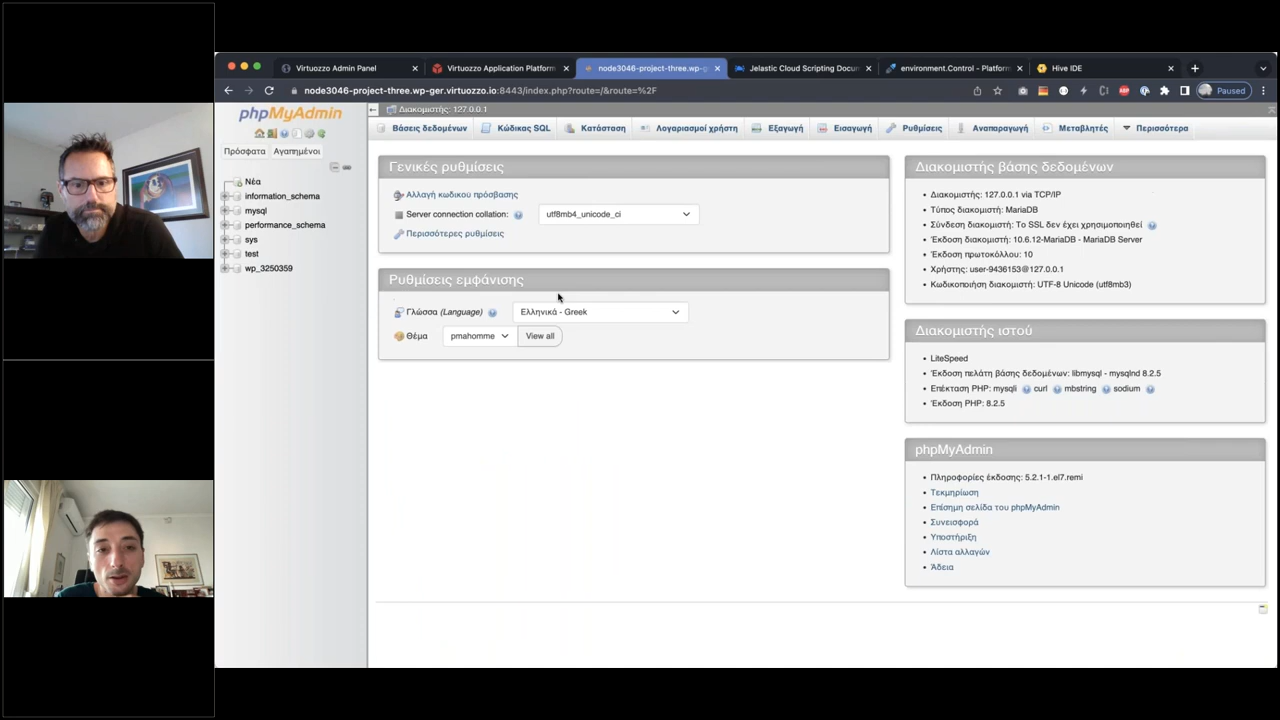 Virtuozzo Admin Panel
Virtuozzo Application Platform
node3046-project-three.wp-g
Jelastic Cloud Scripting Docum
environment.Control - Platform
Hive IDE
node3046-project-three.wp-ger.virtuozzo.io:8443/index.php?route=/&route=%2F
Paused
phpMyAdmin
Πρόσφατα Αγαπημένοι
Νέα
information_schema
mysql
performance_schema
sys
test
wp_3250359
Διακομιστής: 127.0.0.1
Βάσεις δεδομένων Κώδικας SQL Κατάσταση Λογαριασμοί χρήστη Εξαγωγή Εισαγωγή Ρυθμίσεις Αναπαραγωγή Μεταβλητές Περισσότερα
Γενικές ρυθμίσεις
Αλλαγή κωδικού πρόσβασης
Server connection collation: utf8mb4_unicode_ci
Περισσότερες ρυθμίσεις
Ρυθμίσεις εμφάνισης
Γλώσσα (Language) Ελληνικά - Greek
Θέμα pmahomme View all
Διακομιστής βάσης δεδομένων
• Διακομιστής: 127.0.0.1 via TCP/IP
• Τύπος διακομιστή: MariaDB
• Σύνδεση διακομιστή: Το SSL δεν έχει χρησιμοποιηθεί
• Έκδοση διακομιστή: 10.6.12-MariaDB - MariaDB Server
• Έκδοση πρωτοκόλλου: 10
• Χρήστης: user-9436153@127.0.0.1
• Κωδικοποίηση διακομιστή: UTF-8 Unicode (utf8mb3)
Διακομιστής ιστού
• LiteSpeed
• Έκδοση πελάτη βάσης δεδομένων: libmysql - mysqlnd 8.2.5
• Επέκταση PHP: mysqli curl mbstring sodium
• Έκδοση PHP: 8.2.5
phpMyAdmin
• Πληροφορίες έκδοσης: 5.2.1-1.el7.remi
• Τεκμηρίωση
• Επίσημη σελίδα του phpMyAdmin
• Συνεισφορά
• Υποστήριξη
• Λίστα αλλαγών
• Άδεια